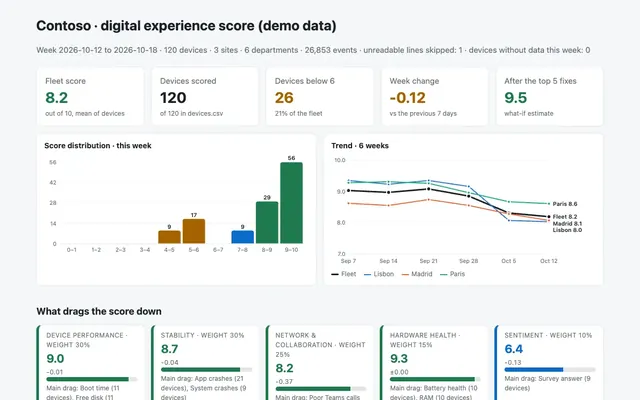 Contoso · digital experience score (demo data)
Week 2026-10-12 to 2026-10-18 · 120 devices · 3 sites · 6 departments · 26,853 events · unreadable lines skipped: 1 · devices without data this week: 0
Fleet score
8.2
out of 10, mean of devices
Devices scored
120
of 120 in devices.csv
Devices below 6
26
21% of the fleet
Week change
-0.12
vs the previous 7 days
After the top 5 fixes
9.5
what-if estimate
Score distribution · this week
56
42
28
14
0
9
17
9
29
56
0–1
1–2
2–3
3–4
4–5
5–6
7–8
8–9
9–10
Trend · 6 weeks
10.0
9.0
8.0
7.0
Paris 8.6
Fleet 8.2
Madrid 8.1
Lisbon 8.0
Sep 7
Sep 14
Sep 21
Sep 28
Oct 5
Oct 12
Fleet
Lisbon
Madrid
Paris
What drags the score down
DEVICE PERFORMANCE ·
WEIGHT 30%
9.0
-0.01
Main drag: Boot time (11
devices), Free disk (11
STABILITY · WEIGHT 30%
8.7
-0.04
Main drag: App crashes (21
devices), System crashes (9
devices)
NETWORK &
COLLABORATION · WEIGHT
25%
8.2
-0.37
Main drag: Poor Teams calls
HARDWARE HEALTH ·
WEIGHT 15%
9.3
±0.00
Main drag: Battery health (10
devices), RAM (10 devices)
SENTIMENT · WEIGHT 10%
6.4
-0.13
Main drag: Survey answer (9
devices)